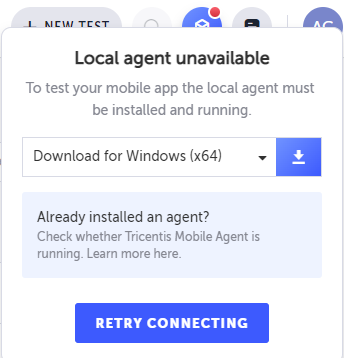 + NEW TEST
AG
Local agent unavailable
To test your mobile app the local agent must
be installed and running.
Download for Windows (x64)
Already installed an agent?
Check whether Tricentis Mobile Agent is
running. Learn more here.
RETRY CONNECTING